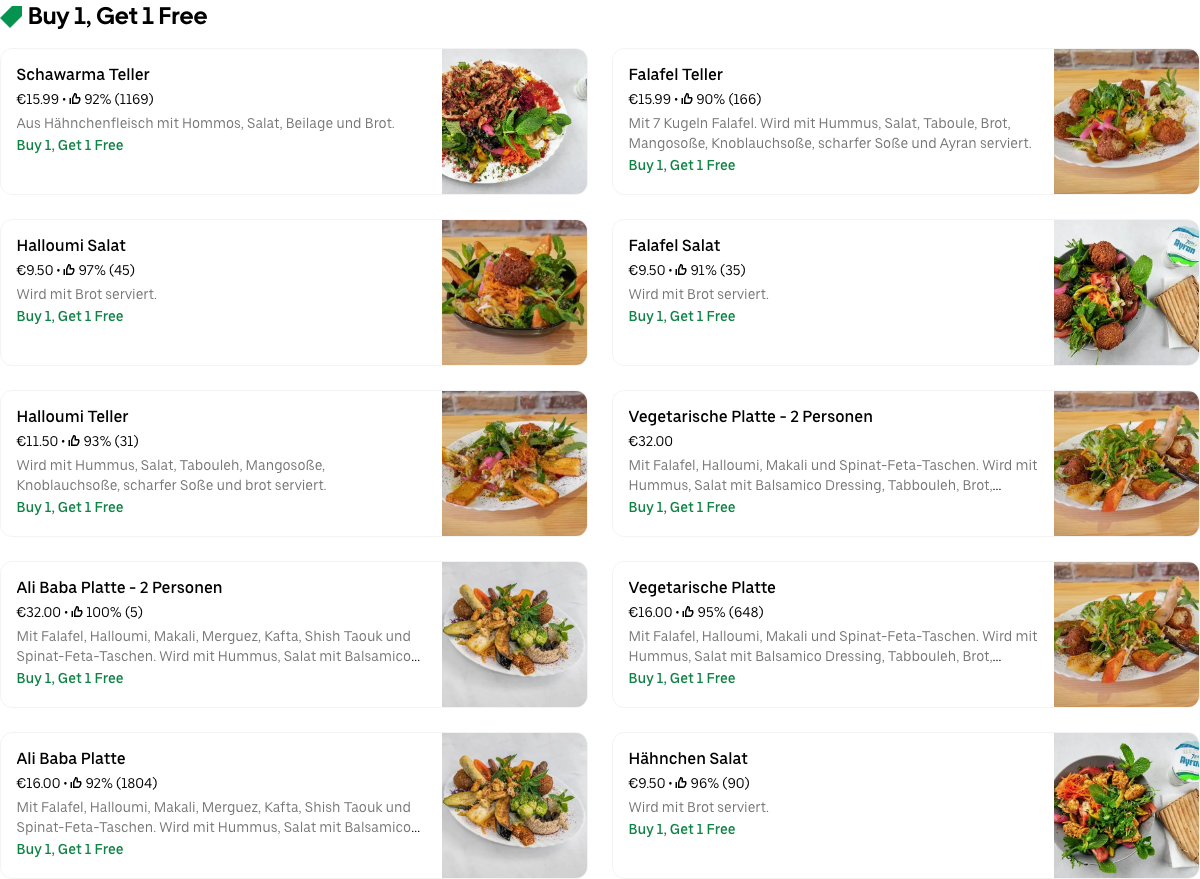 Buy 1, Get 1 Free
Schawarma Teller
€15.99 • 92% (1169)
Aus Hähnchenfleisch mit Hommos, Salat, Beilage und Brot.
Buy 1, Get 1 Free
Falafel Teller
€15.99 • 90% (166)
Mit 7 Kugeln Falafel. Wird mit Hummus, Salat, Taboule, Brot,
Mangosoße, Knoblauchsoße, scharfer Soße und Ayran serviert.
Buy 1, Get 1 Free
Halloumi Salat
€9.50 • 97% (45)
Wird mit Brot serviert.
Buy 1, Get 1 Free
Falafel Salat
€9.50 • 91% (35)
Wird mit Brot serviert.
Buy 1, Get 1 Free
Ayran
Halloumi Teller
€11.50 • 93% (31)
Wird mit Hummus, Salat, Tabouleh, Mangosoße,
Knoblauchsoße, scharfer Soße und brot serviert.
Buy 1, Get 1 Free
Vegetarische Platte - 2 Personen
€32.00
Mit Falafel, Halloumi, Makali und Spinat-Feta-Taschen. Wird mit
Hummus, Salat mit Balsamico Dressing, Tabbouleh, Brot,...
Buy 1, Get 1 Free
Ali Baba Platte - 2 Personen
€32.00 • 100% (5)
Mit Falafel, Halloumi, Makali, Merguez, Kafta, Shish Taouk und
Spinat-Feta-Taschen. Wird mit Hummus, Salat mit Balsamico...
Buy 1, Get 1 Free
Vegetarische Platte
€16.00 • 95% (648)
Mit Falafel, Halloumi, Makali und Spinat-Feta-Taschen. Wird mit
Hummus, Salat mit Balsamico Dressing, Tabbouleh, Brot,...
Buy 1, Get 1 Free
Ali Baba Platte
€16.00 • 92% (1804)
Mit Falafel, Halloumi, Makali, Merguez, Kafta, Shish Taouk und
Spinat-Feta-Taschen. Wird mit Hummus, Salat mit Balsamico...
Buy 1, Get 1 Free
Hähnchen Salat
€9.50 • 96% (90)
Wird mit Brot serviert.
Buy 1, Get 1 Free